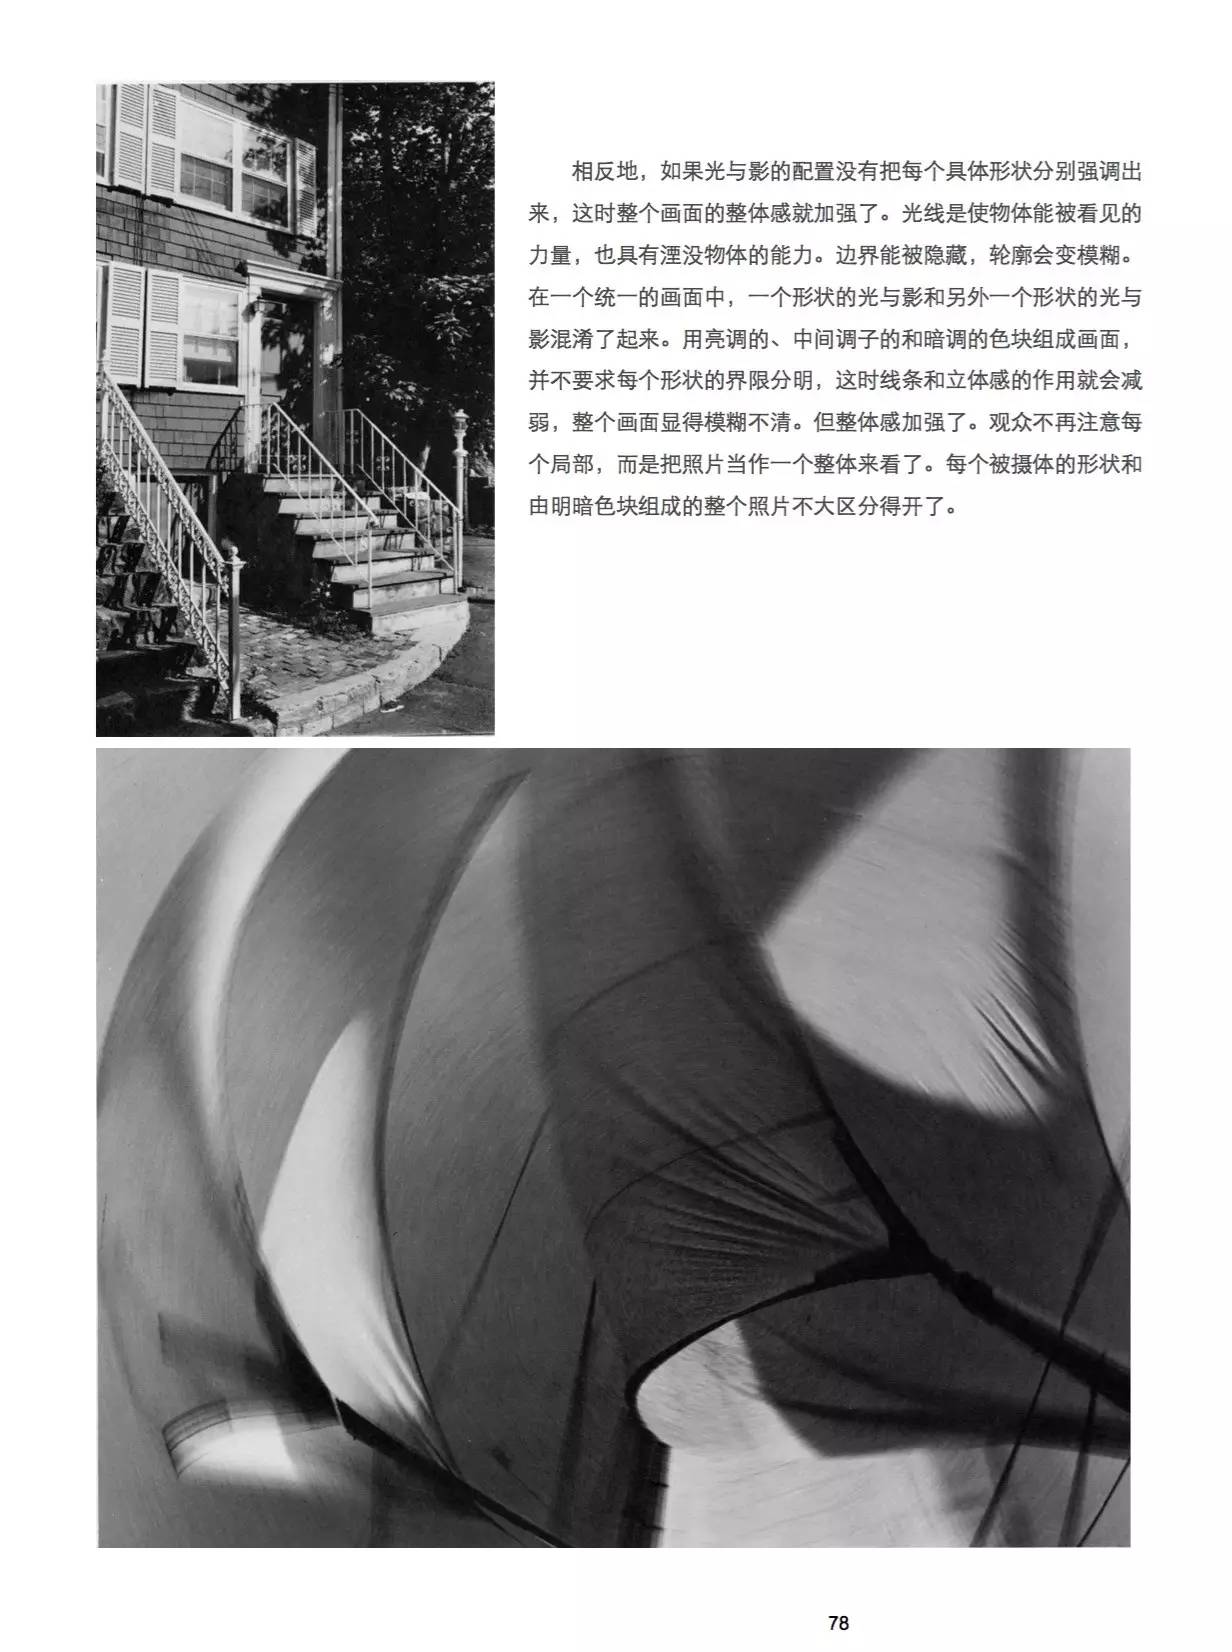 相反地，如果光与影的配置没有把每个具体形状分别强调出
来，这时整个画面的整体感就加强了。光线是使物体能被看见的
力量，也具有湮没物体的能力。边界能被隐藏，轮廓会变模糊。
在一个统一的画面中，一个形状的光与影和另外一个形状的光与
影混淆了起来。用亮调的、中间调子的和暗调的色块组成画面，
并不要求每个形状的界限分明，这时线条和立体感的作用就会减
弱，整个画面显得模糊不清。但整体感加强了。观众不再注意每
个局部，而是把照片当作一个整体来看了。每个被摄体的形状和
由明暗色块组成的整个照片不大区分得开了。
78